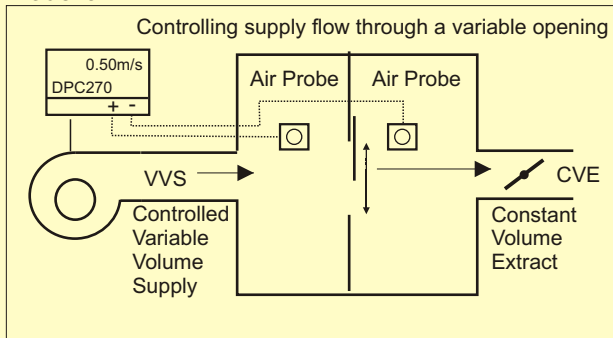 Controlling supply flow through a variable opening
0.50m/s
DPC270
+ -
Air Probe
Air Probe
VVS
CVE
Controlled
Variable
Volume
Supply
Constant
Volume
Extract